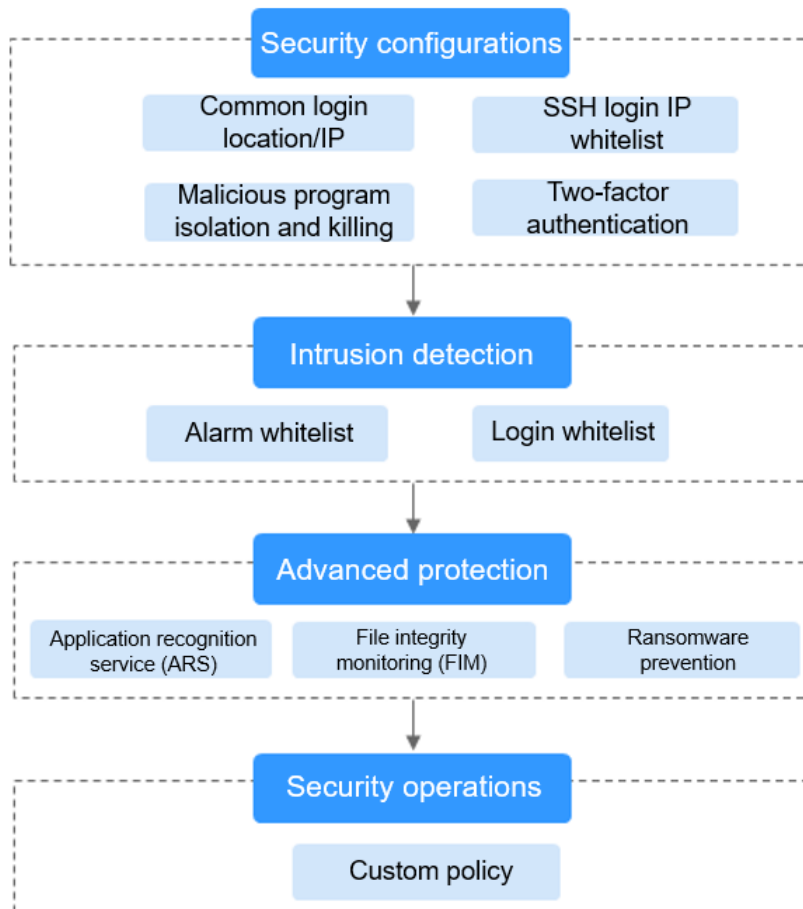 Security configurations
Common login
location/IP
SSH login IP
whitelist
Malicious program
isolation and killing
Two-factor
authentication
Intrusion detection
Alarm whitelist
Login whitelist
Advanced protection
Application recognition
service (ARS)
File integrity
monitoring (FIM)
Ransomware
prevention
Security operations
Custom policy